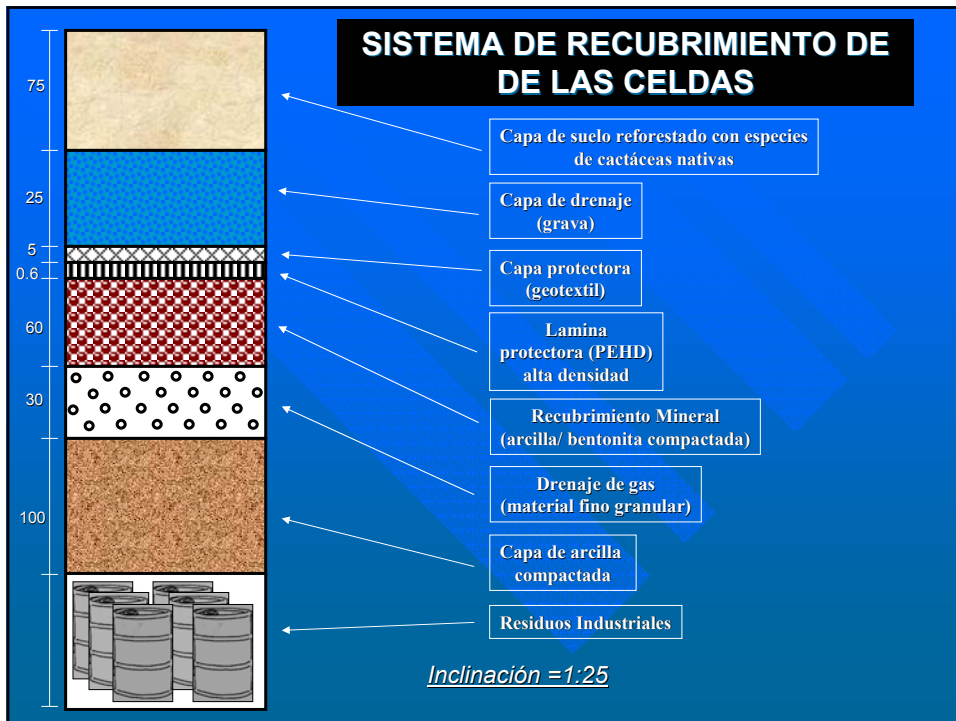 SISTEMA DE RECUBRIMIENTO DE
DE LAS CELDAS
75
Capa de suelo reforestado con especies
de cactáceas nativas
25
Capa de drenaje
(grava)
5
Capa protectora
(geotextil)
0.6
Lamina
protectora (PEHD)
alta densidad
60
Recubrimiento Mineral
(arcilla/ bentonita compactada)
30
Drenaje de gas
(material fino granular)
100
Capa de arcilla
compactada
Residuos Industriales
Inclinación =1:25